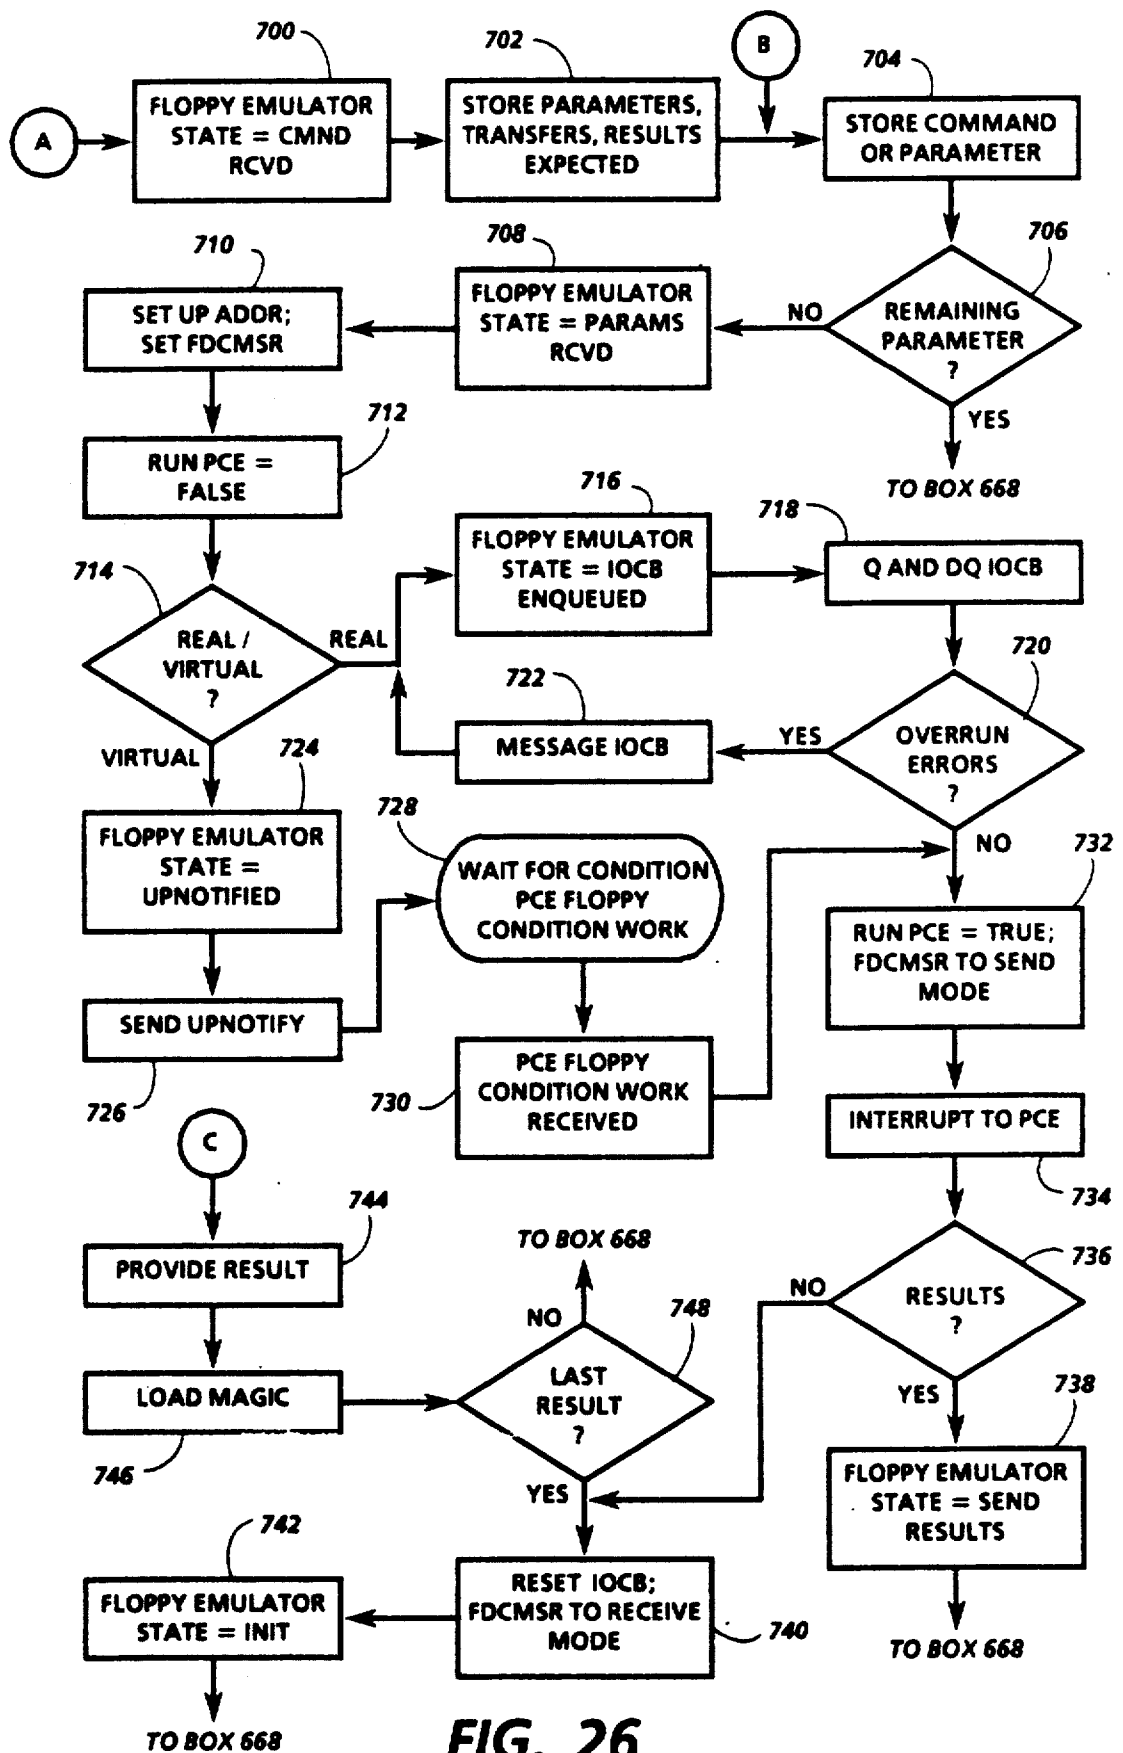 700
702
B
704
A
FLOPPY EMULATOR
STATE = CMND
RCVD
STORE PARAMETERS,
TRANSFERS, RESULTS
EXPECTED
STORE COMMAND
OR PARAMETER
710
708
706
SET UP ADDR;
SET FDCMSR
FLOPPY EMULATOR
STATE = PARAMS
RCVD
NO
REMAINING
PARAMETER
?
YES
TO BOX 668
712
RUN PCE =
FALSE
716
718
FLOPPY EMULATOR
STATE = IOCB
ENQUEUED
Q AND DQ IOCB
714
REAL /
VIRTUAL
?
REAL
VIRTUAL
722
720
MESSAGE IOCB
YES
OVERRUN
ERRORS
?
NO
724
FLOPPY EMULATOR
STATE =
UPNOTIFIED
728
WAIT FOR CONDITION
PCE FLOPPY
CONDITION WORK
732
RUN PCE = TRUE;
FDCMSR TO SEND
MODE
SEND UPNOTIFY
726
730
PCE FLOPPY
CONDITION WORK
RECEIVED
INTERRUPT TO PCE
734
C
744
PROVIDE RESULT
TO BOX 668
NO
748
736
NO
RESULTS
?
YES
LOAD MAGIC
746
LAST
RESULT
?
YES
738
FLOPPY EMULATOR
STATE = SEND
RESULTS
TO BOX 668
742
FLOPPY EMULATOR
STATE = INIT
RESET IOCB;
FDCMSR TO RECEIVE
MODE
740
TO BOX 668
FIG. 26